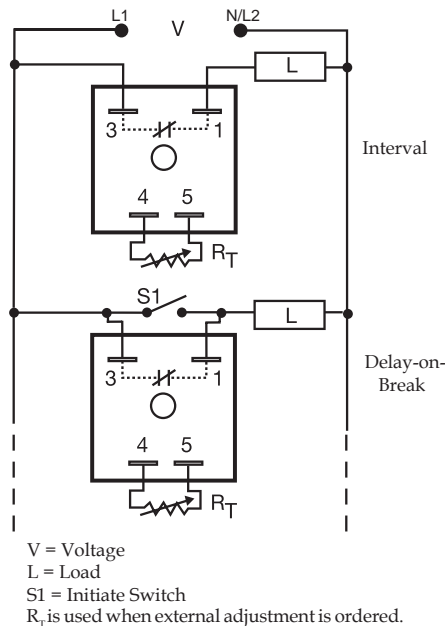 L1 V N/L2
L
3 1
Interval
4 5
RT
S1
L
3 1
Delay-on-
Break
4 5
RT
V = Voltage
L = Load
S1 = Initiate Switch
RT is used when external adjustment is ordered.